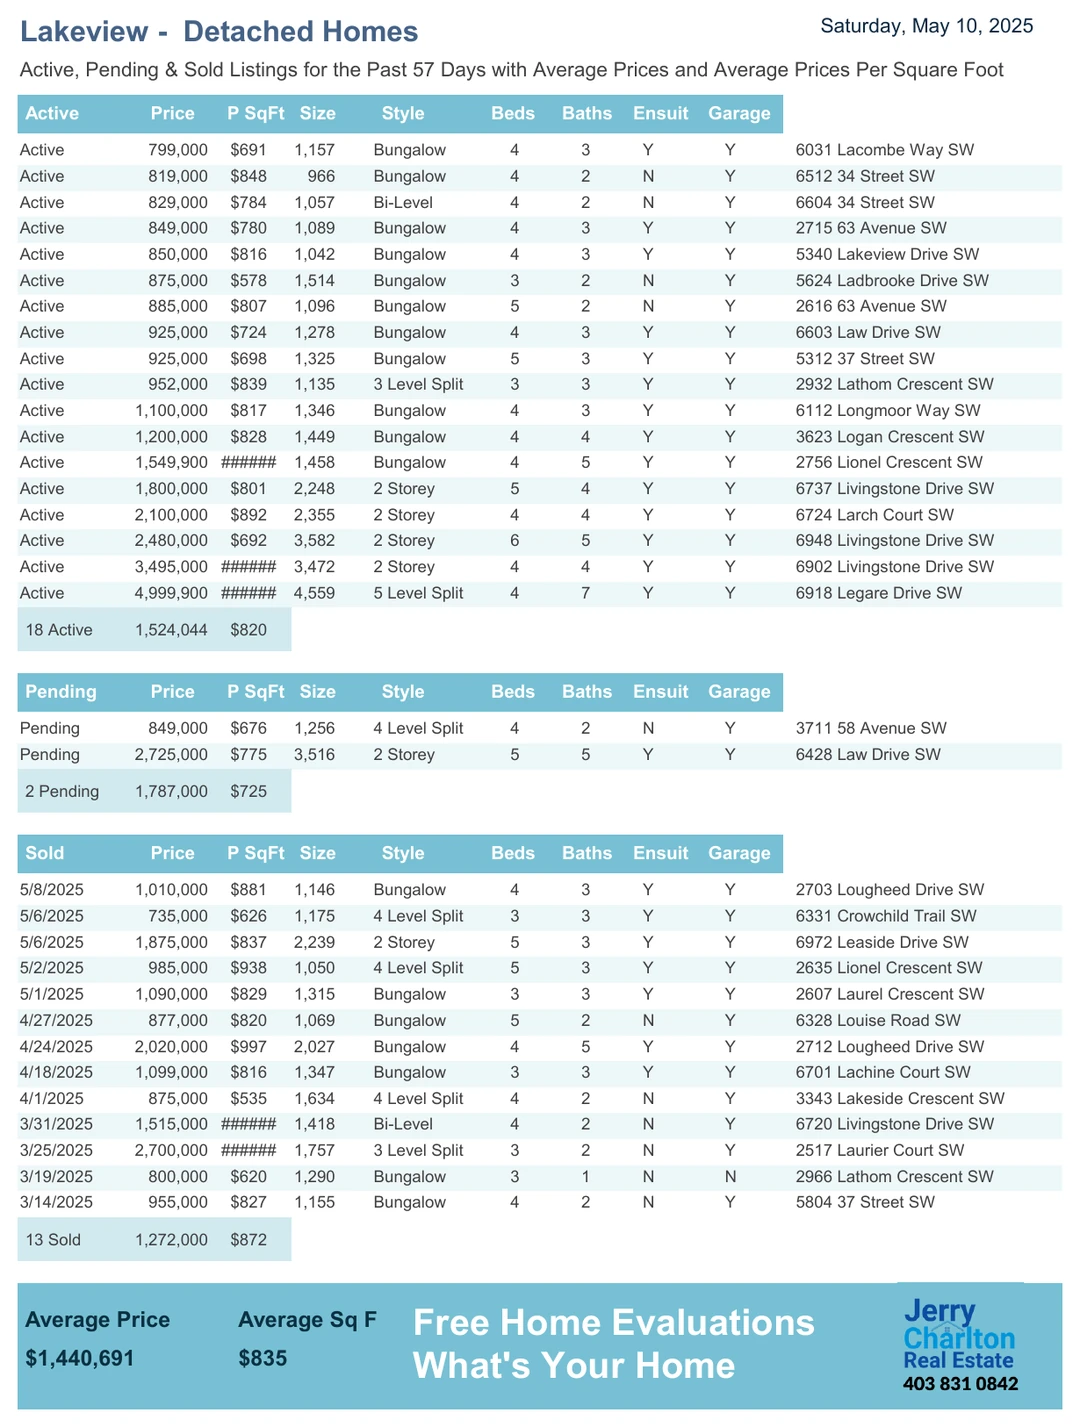 Lakeview -  Detached Homes
Saturday, May 10, 2025
Active, Pending & Sold Listings for the Past 57 Days with Average Prices and Average Prices Per Square Foot
Active Price P SqFt Size Style Beds Baths Ensuit Garage
Active 799,000 $691 1,157 Bungalow 4 3 Y Y 6031 Lacombe Way SW
Active 819,000 $848 966 Bungalow 4 2 N Y 6512 34 Street SW
Active 829,000 $784 1,057 Bi-Level 4 2 N Y 6604 34 Street SW
Active 849,000 $780 1,089 Bungalow 4 3 Y Y 2715 63 Avenue SW
Active 850,000 $816 1,042 Bungalow 4 3 Y Y 5340 Lakeview Drive SW
Active 875,000 $578 1,514 Bungalow 3 2 N Y 5624 Ladbrooke Drive SW
Active 885,000 $807 1,096 Bungalow 5 2 N Y 2616 63 Avenue SW
Active 925,000 $724 1,278 Bungalow 4 3 Y Y 6603 Law Drive SW
Active 925,000 $698 1,325 Bungalow 5 3 Y Y 5312 37 Street SW
Active 952,000 $839 1,135 3 Level Split 3 3 Y Y 2932 Lathom Crescent SW
Active 1,100,000 $817 1,346 Bungalow 4 3 Y Y 6112 Longmoor Way SW
Active 1,200,000 $828 1,449 Bungalow 4 4 Y Y 3623 Logan Crescent SW
Active 1,549,900 ###### 1,458 Bungalow 4 5 Y Y 2756 Lionel Crescent SW
Active 1,800,000 $801 2,248 2 Storey 5 4 Y Y 6737 Livingstone Drive SW
Active 2,100,000 $892 2,355 2 Storey 4 4 Y Y 6724 Larch Court SW
Active 2,480,000 $692 3,582 2 Storey 6 5 Y Y 6948 Livingstone Drive SW
Active 3,495,000 ###### 3,472 2 Storey 4 4 Y Y 6902 Livingstone Drive SW
Active 4,999,900 ###### 4,559 5 Level Split 4 7 Y Y 6918 Legare Drive SW
18 Active 1,524,044 $820
Pending Price P SqFt Size Style Beds Baths Ensuit Garage
Pending 849,000 $676 1,256 4 Level Split 4 2 N Y 3711 58 Avenue SW
Pending 2,725,000 $775 3,516 2 Storey 5 5 Y Y 6428 Law Drive SW
2 Pending 1,787,000 $725
Sold Price P SqFt Size Style Beds Baths Ensuit Garage
5/8/2025 1,010,000 $881 1,146 Bungalow 4 3 Y Y 2703 Lougheed Drive SW
5/6/2025 735,000 $626 1,175 4 Level Split 3 3 Y Y 6331 Crowchild Trail SW
5/6/2025 1,875,000 $837 2,239 2 Storey 5 3 Y Y 6972 Leaside Drive SW
5/2/2025 985,000 $938 1,050 4 Level Split 5 3 Y Y 2635 Lionel Crescent SW
5/1/2025 1,090,000 $829 1,315 Bungalow 3 3 Y Y 2607 Laurel Crescent SW
4/27/2025 877,000 $820 1,069 Bungalow 5 2 N Y 6328 Louise Road SW
4/24/2025 2,020,000 $997 2,027 Bungalow 4 5 Y Y 2712 Lougheed Drive SW
4/18/2025 1,099,000 $816 1,347 Bungalow 3 3 Y Y 6701 Lachine Court SW
4/1/2025 875,000 $535 1,634 4 Level Split 4 2 N Y 3343 Lakeside Crescent SW
3/31/2025 1,515,000 ###### 1,418 Bi-Level 4 2 N Y 6720 Livingstone Drive SW
3/25/2025 2,700,000 ###### 1,757 3 Level Split 3 2 N Y 2517 Laurier Court SW
3/19/2025 800,000 $620 1,290 Bungalow 3 1 N N 2966 Lathom Crescent SW
3/14/2025 955,000 $827 1,155 Bungalow 4 2 N Y 5804 37 Street SW
13 Sold 1,272,000 $872
Average Price Average Sq F
$1,440,691 $835
Free Home Evaluations
What's Your Home
Jerry
Charlton
Real Estate
403 831 0842